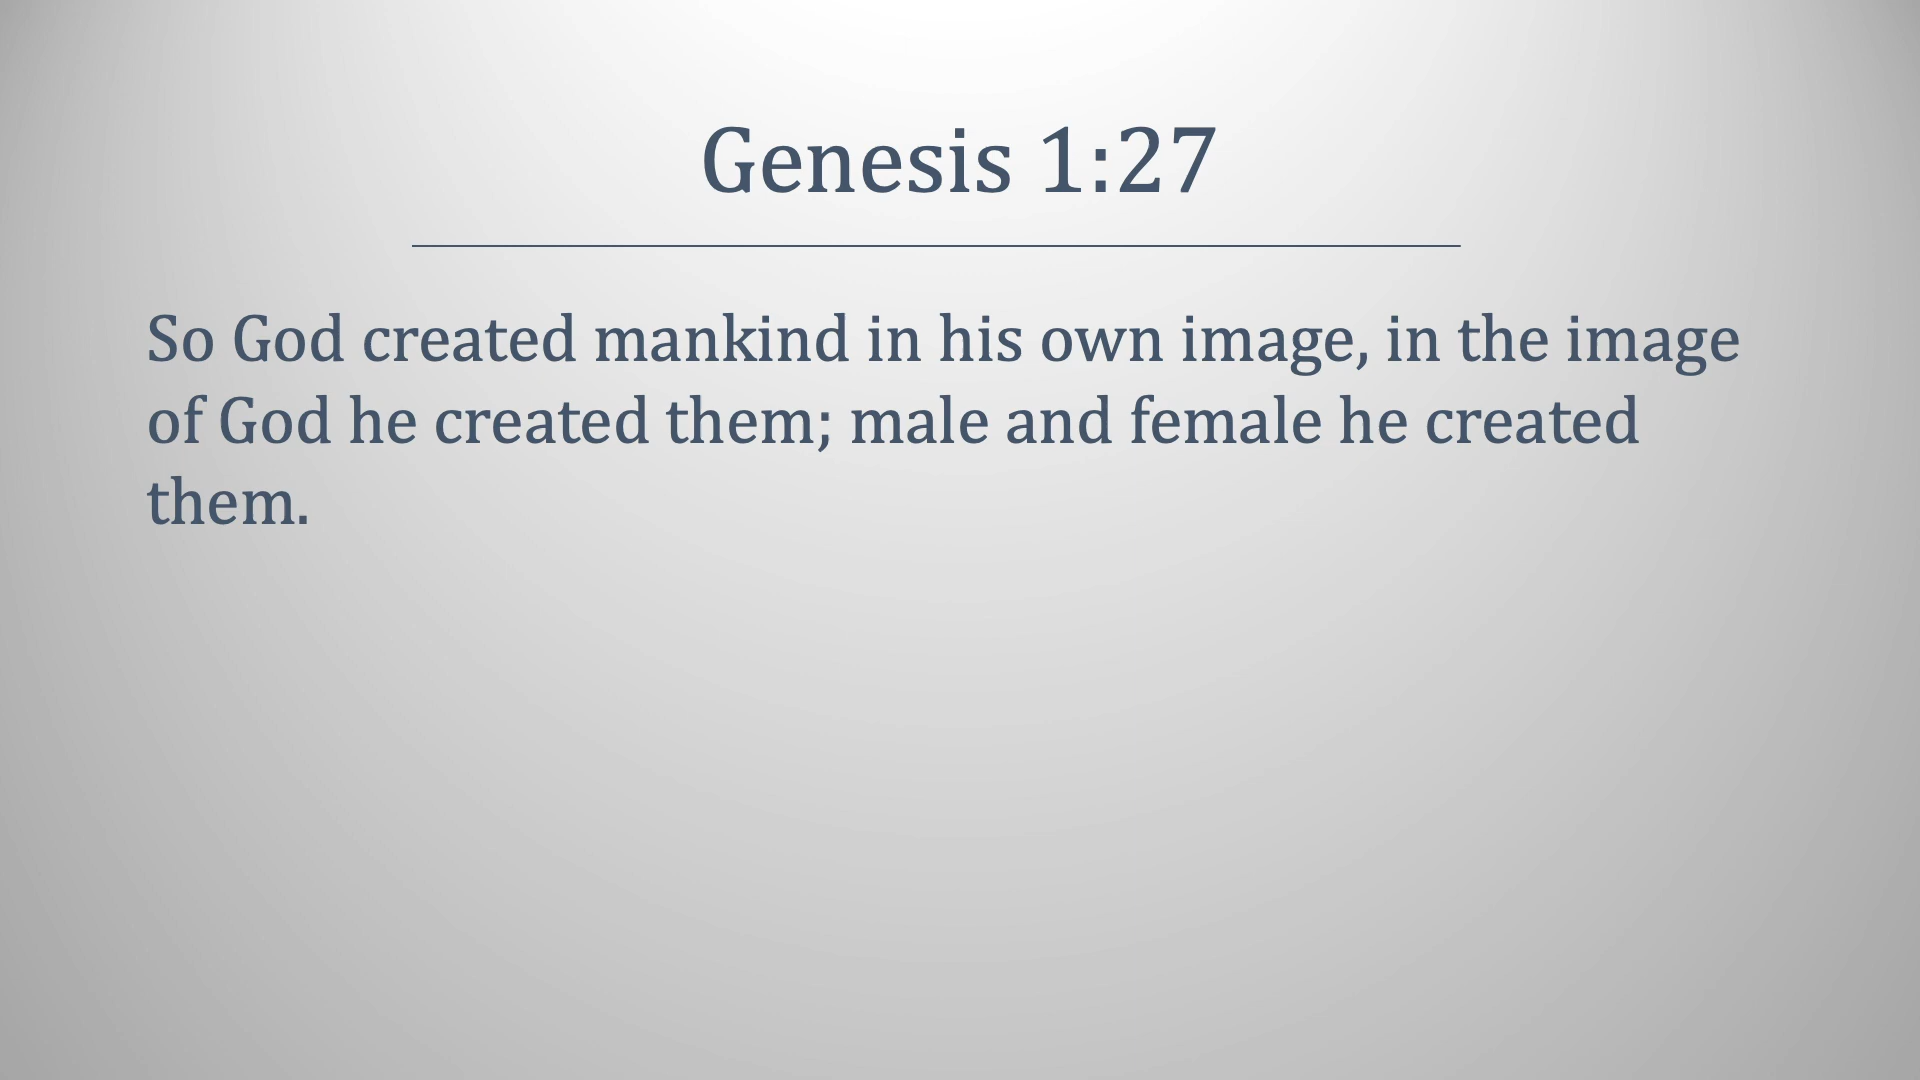 Genesis 1:27
So God created mankind in his own image, in the image
of God he created them; male and female he created
them.